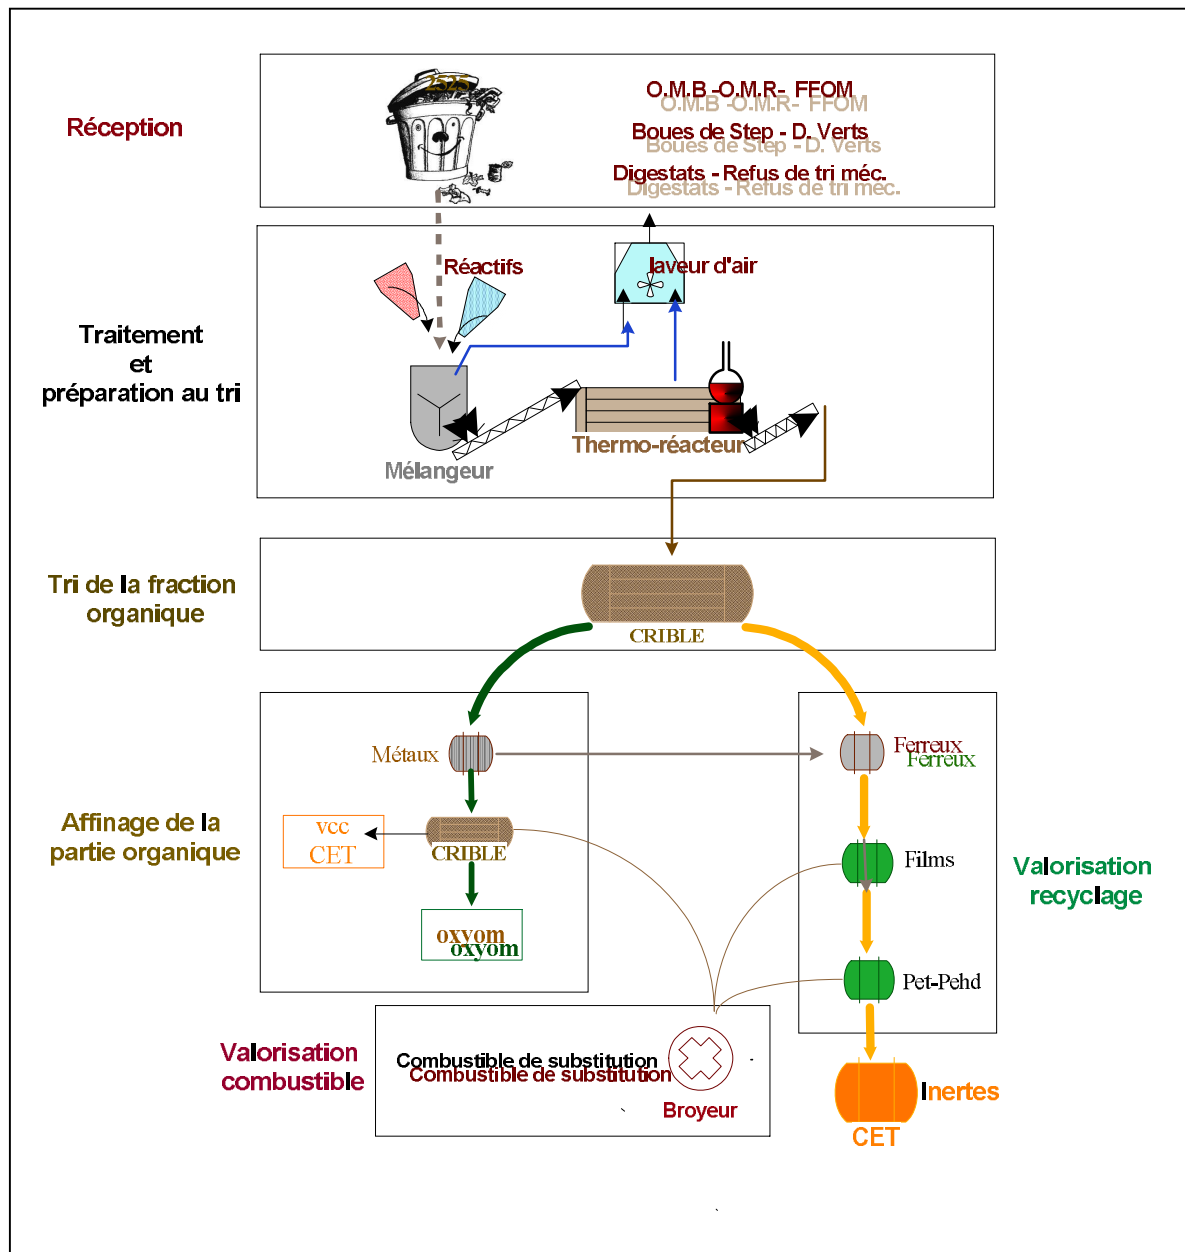 2525
O.M.B -O.M.R- FFOM
O.M.B -O.M.R- FFOM
Réception
Boues de Step - D. Verts
Boues de Step - D. Verts
Digestats - Refus de tri méc.
Digestats - Refus de tri méc.
Réactifs
laveur d'air
Traitement
et
préparation au tri
Thermo-réacteur
Mélangeur
Tri de la fraction
organique
CRIBLE
Métaux
Ferreux
Ferreux
Affinage de la
partie organique
vcc
CET
CRIBLE
Films
Valorisation
recyclage
oxyom
oxyom
Pet-Pehd
Valorisation
combustible
Combustible de substitution
Combustible de substitution
Broyeur
Inertes
CET